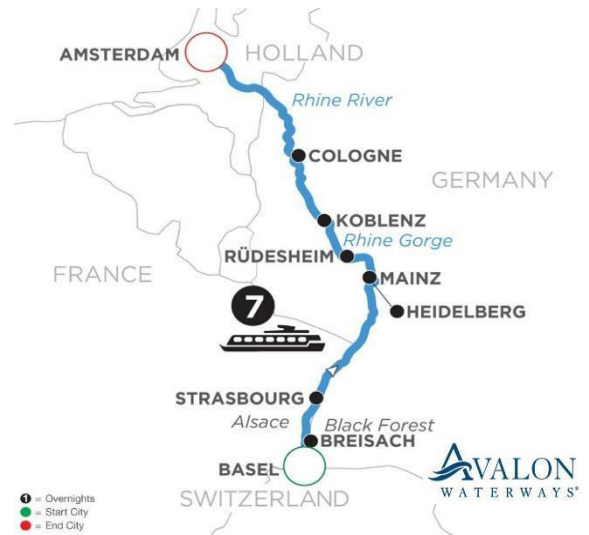 AMSTERDAM
HOLLAND
Rhine River
COLOGNE
GERMANY
KOBLENZ
Rhine Gorge
RÜDESHEIM
MAINZ
FRANCE
7
HEIDELBERG
STRASBOURG
Alsace
Black Forest
BREISACH
BASEL
AVALON
WATERWAYS®
SWITZERLAND
1 = Overnights
= Start City
= End City